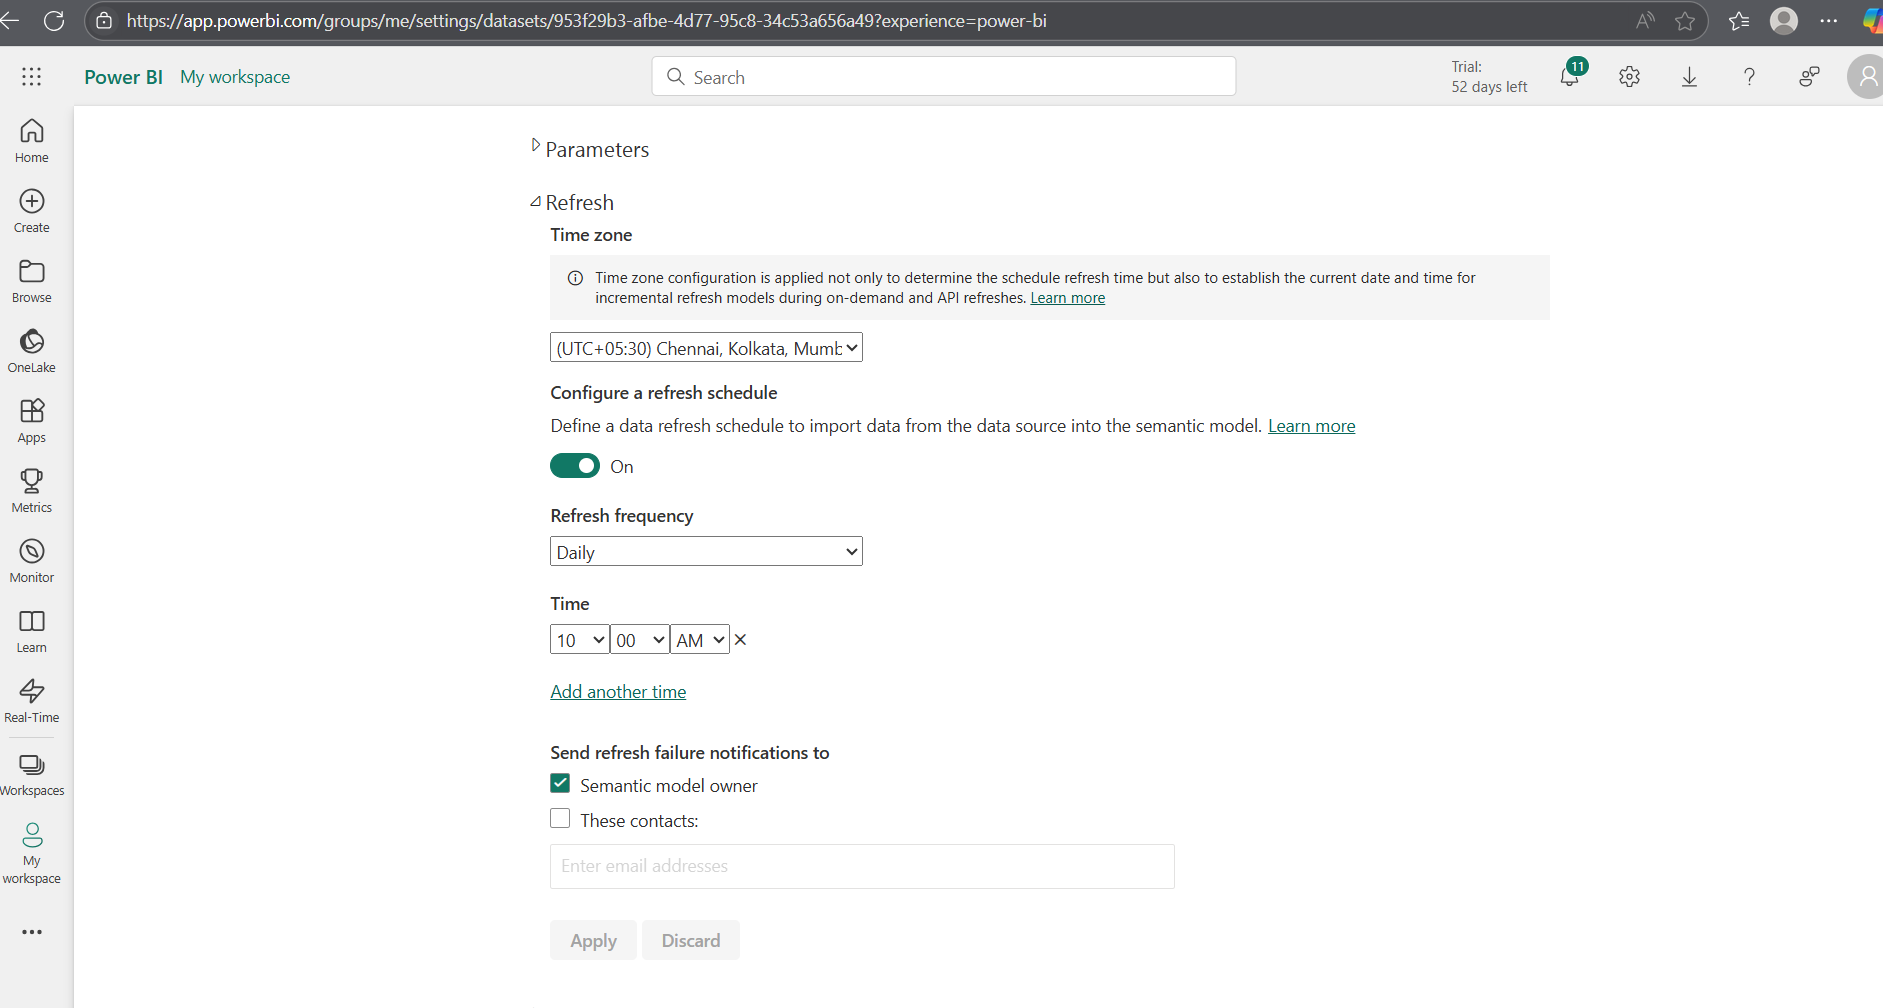 https://app.powerbi.com/groups/me/settings/datasets/953f29b3-afbe-4d77-95c8-34c53a656a49?experience=power-bi
Power BI My workspace
Search
Trial:
52 days left
11
Home
Create
Browse
OneLake
Apps
Metrics
Monitor
Learn
Real-Time
Workspaces
My
workspace
Parameters
Refresh
Time zone
Time zone configuration is applied not only to determine the schedule refresh time but also to establish the current date and time for
incremental refresh models during on-demand and API refreshes. Learn more
(UTC+05:30) Chennai, Kolkata, Mumb
Configure a refresh schedule
Define a data refresh schedule to import data from the data source into the semantic model. Learn more
On
Refresh frequency
Daily
Time
10 00 AM
Add another time
Send refresh failure notifications to
Semantic model owner
These contacts:
Enter email addresses
Apply Discard